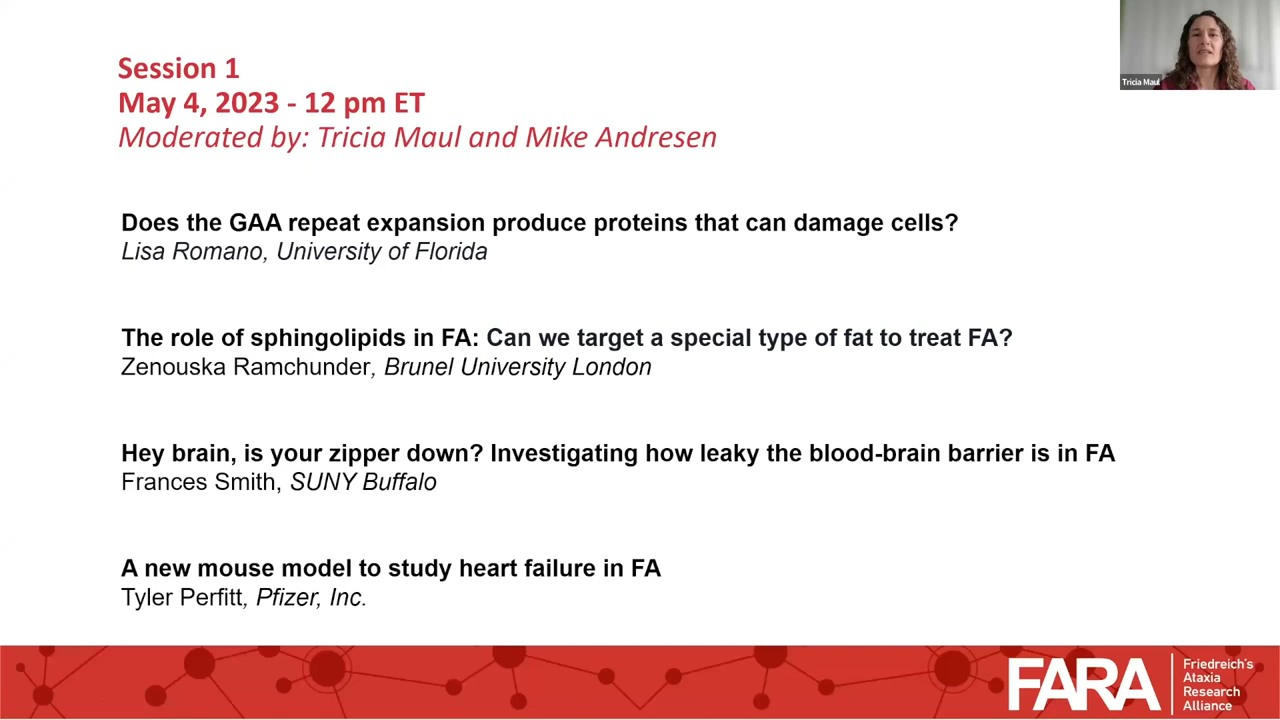 Session 1
May 4, 2023 - 12 pm ET
Moderated by: Tricia Maul and Mike Andresen
Does the GAA repeat expansion produce proteins that can damage cells?
Lisa Romano, University of Florida
The role of sphingolipids in FA: Can we target a special type of fat to treat FA?
Zenouska Ramchunder, Brunel University London
Hey brain, is your zipper down? Investigating how leaky the blood-brain barrier is in FA
Frances Smith, SUNY Buffalo
A new mouse model to study heart failure in FA
Tyler Perfitt, Pfizer, Inc.
Tricia Maul
FARA
Friedreich's
Ataxia
Research
Alliance